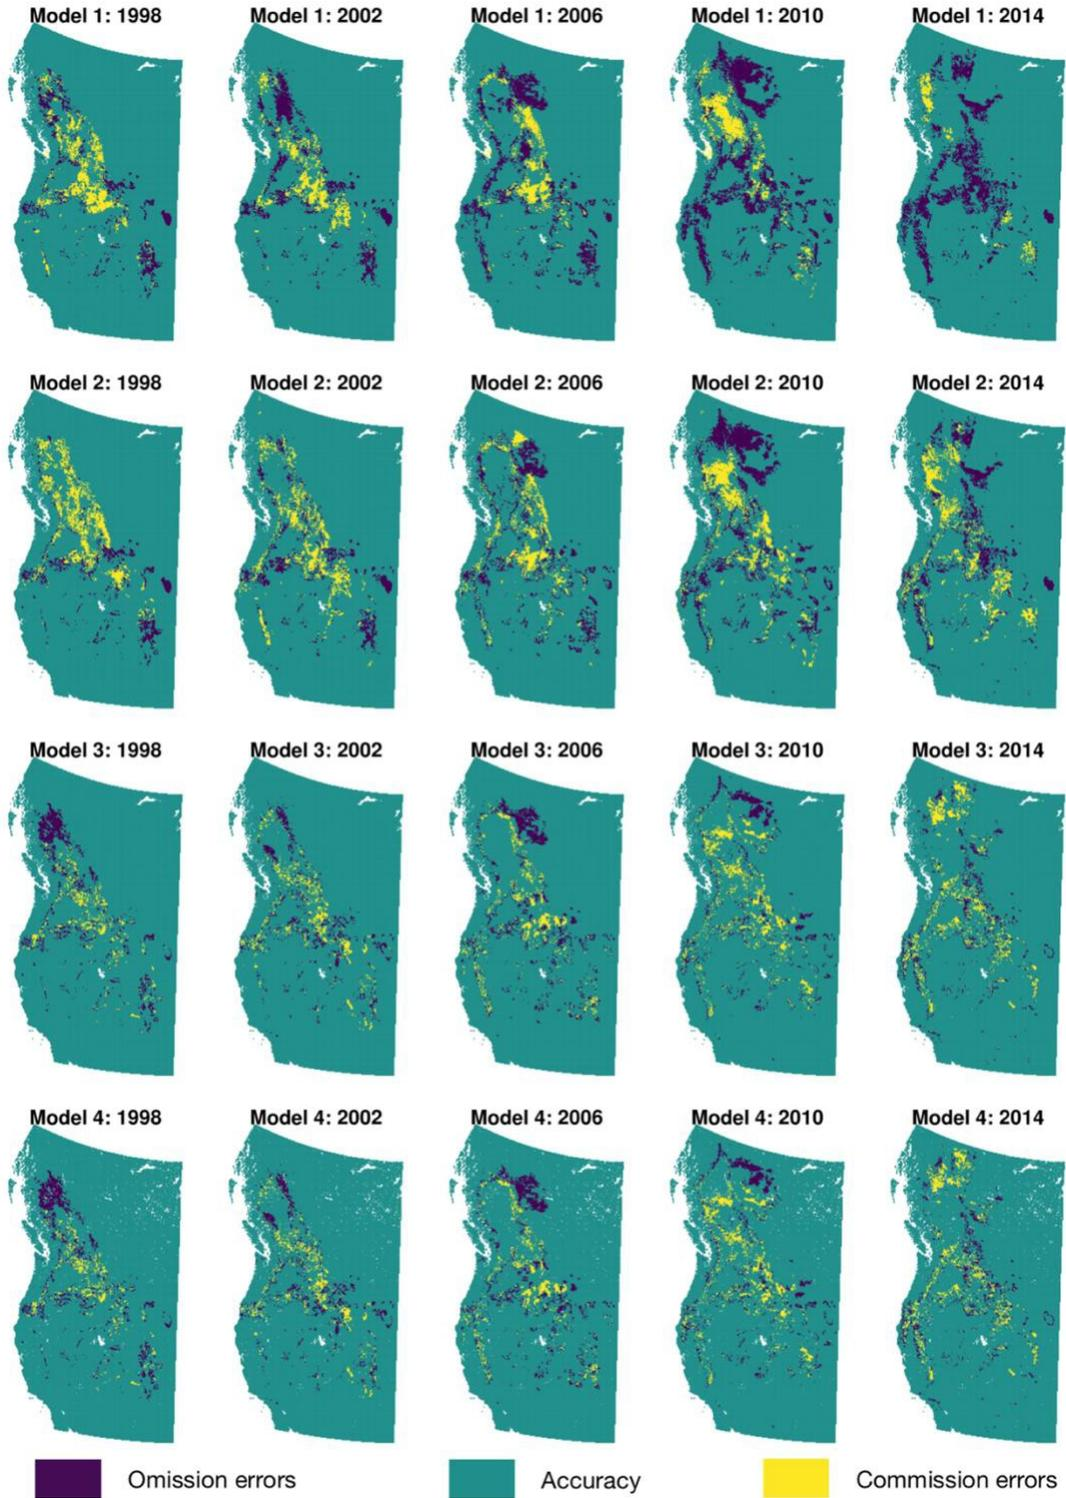 Model 1: 1998 Model 1: 2002 Model 1: 2006 Model 1: 2010 Model 1: 2014
Model 2: 1998 Model 2: 2002 Model 2: 2006 Model 2: 2010 Model 2: 2014
Model 3: 1998 Model 3: 2002 Model 3: 2006 Model 3: 2010 Model 3: 2014
Model 4: 1998 Model 4: 2002 Model 4: 2006 Model 4: 2010 Model 4: 2014
Omission errors Accuracy Commission errors